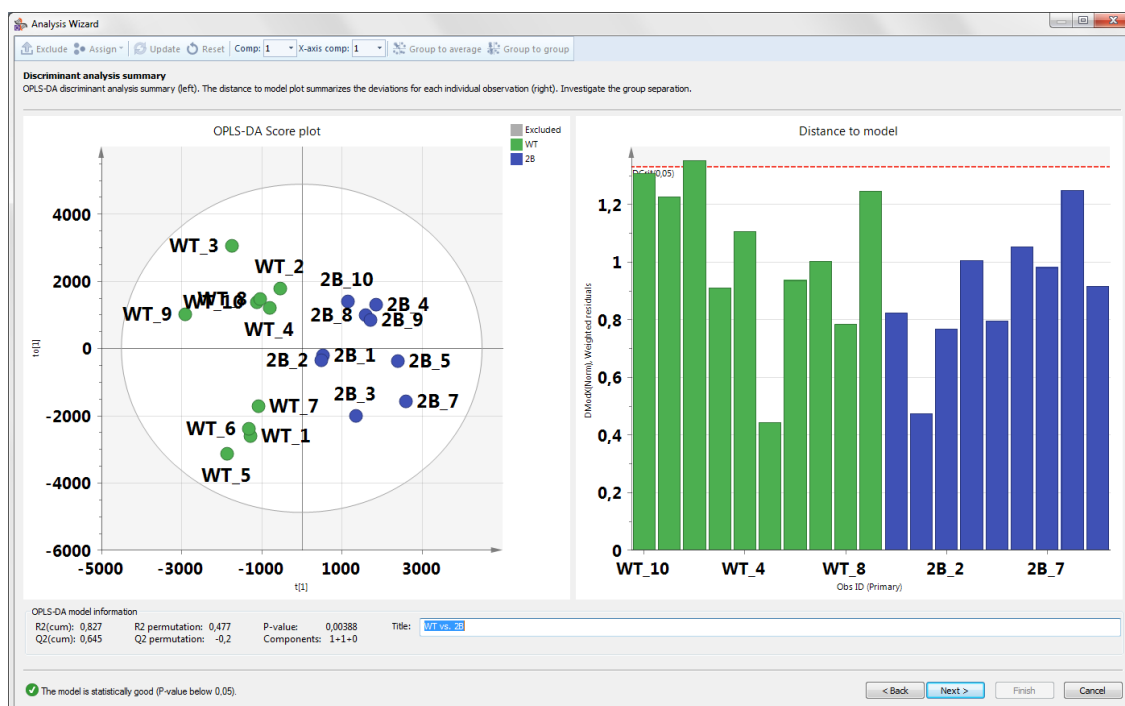 Analysis Wizard
Exclude Assign Update Reset Comp: 1 X-axis comp: 1 Group to average Group to group
Discriminant analysis summary
OPLS-DA discriminant analysis summary (left). The distance to model plot summarizes the deviations for each individual observation (right). Investigate the group separation.
OPLS-DA Score plot
Excluded
WT
2B
4000
2000
0
-2000
-4000
-6000
to[1]
WT_3
WT_2
2B_10
WT_9
WT_10
WT_8
2B_4
2B_8
2B_9
WT_4
2B_2
2B_1
2B_5
2B_3
2B_7
WT_7
WT_6
WT_1
WT_5
-5000 -3000 -1000 1000 3000
t[1]
Distance to model
DModX[Norm], Weighted residuals
1,2
1
0,8
0,6
0,4
0,2
0
WT_10 WT_4 WT_8 2B_2 2B_7
Obs ID (Primary)
OPLS-DA model information
R2(cum): 0,827 R2 permutation: 0,477 P-value: 0,00388 Title: WT vs. 2B
Q2(cum): 0,645 Q2 permutation: -0,2 Components: 1+1+0
The model is statistically good (P-value below 0,05).
< Back Next > Finish Cancel